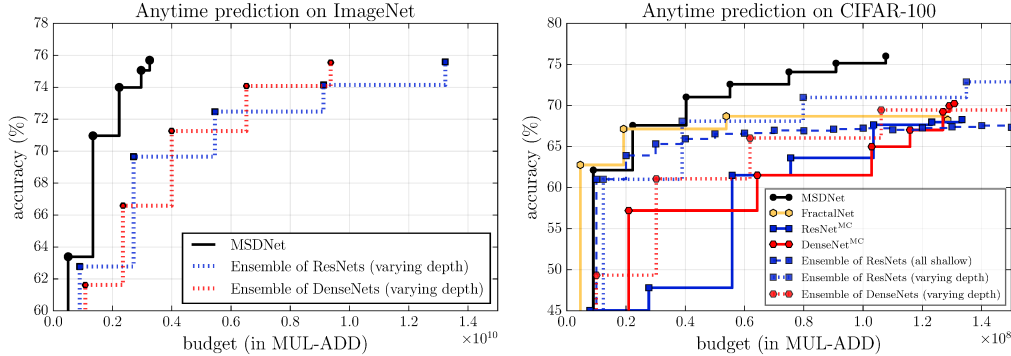 Anytime prediction on ImageNet
accuracy (%)
78
76
74
72
70
68
66
64
62
60
0.0
0.2
0.4
0.6
0.8
1.0
1.2
1.4
×10^10
budget (in MUL-ADD)
MSDNet
Ensemble of ResNets (varying depth)
Ensemble of DenseNets (varying depth)
Anytime prediction on CIFAR-100
accuracy (%)
80
75
70
65
60
55
50
45
0.0
0.2
0.4
0.6
0.8
1.0
1.2
1.4
×10^8
budget (in MUL-ADD)
MSDNet
FractalNet
ResNet^MC
DenseNet^MC
Ensemble of ResNets (all shallow)
Ensemble of ResNets (varying depth)
Ensemble of DenseNets (varying depth)